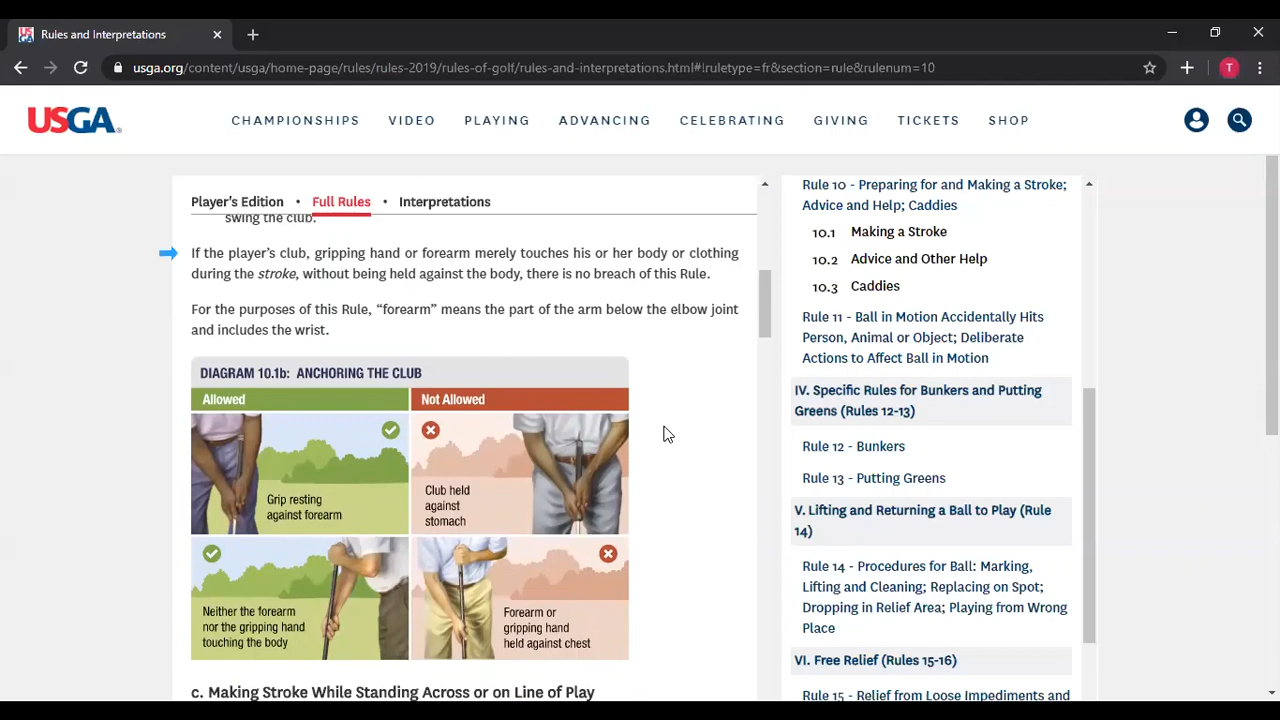 Rules and Interpretations
usga.org/content/usga/home-page/rules/rules-2019/rules-of-golf/rules-and-interpretations.html#!ruletype=fr&section=rule&rulenum=10
T
USGA
CHAMPIONSHIPS VIDEO PLAYING ADVANCING CELEBRATING GIVING TICKETS SHOP
Player's Edition • Full Rules • Interpretations
swing the club.
If the player's club, gripping hand or forearm merely touches his or her body or clothing
during the stroke, without being held against the body, there is no breach of this Rule.
For the purposes of this Rule, “forearm” means the part of the arm below the elbow joint
and includes the wrist.
DIAGRAM 10.1b: ANCHORING THE CLUB
Allowed
Not Allowed
Grip resting
against forearm
Club held
against
stomach
Neither the forearm
nor the gripping hand
touching the body
Forearm or
gripping hand
held against chest
c. Making Stroke While Standing Across or on Line of Play
Rule 10 - Preparing for and Making a Stroke;
Advice and Help; Caddies
10.1 Making a Stroke
10.2 Advice and Other Help
10.3 Caddies
Rule 11 - Ball in Motion Accidentally Hits
Person, Animal or Object; Deliberate
Actions to Affect Ball in Motion
IV. Specific Rules for Bunkers and Putting
Greens (Rules 12-13)
Rule 12 - Bunkers
Rule 13 - Putting Greens
V. Lifting and Returning a Ball to Play (Rule
14)
Rule 14 - Procedures for Ball: Marking,
Lifting and Cleaning; Replacing on Spot;
Dropping in Relief Area; Playing from Wrong
Place
VI. Free Relief (Rules 15-16)
Rule 15 - Relief from Loose Impediments and